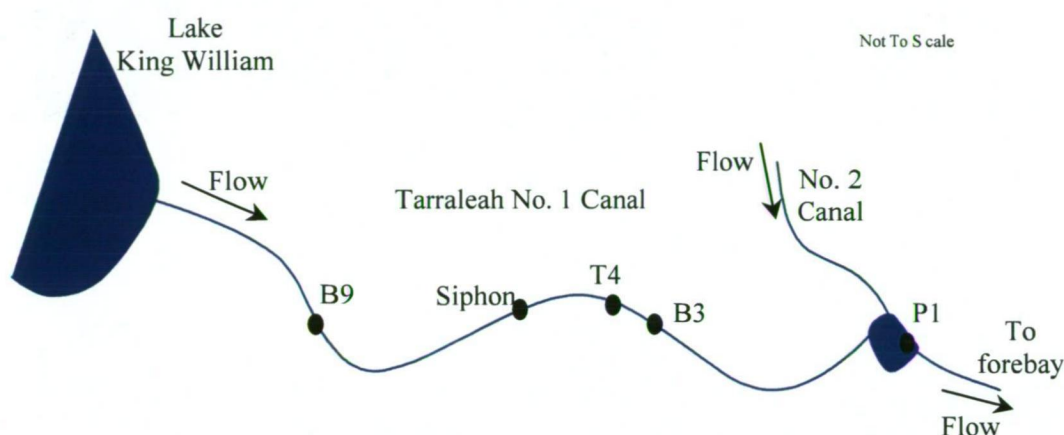 Lake
King William
Not To S cale
Flow
Flow
No. 2
Canal
Tarraleah No. 1 Canal
B9
Siphon
T4
B3
P1
To
forebay
Flow